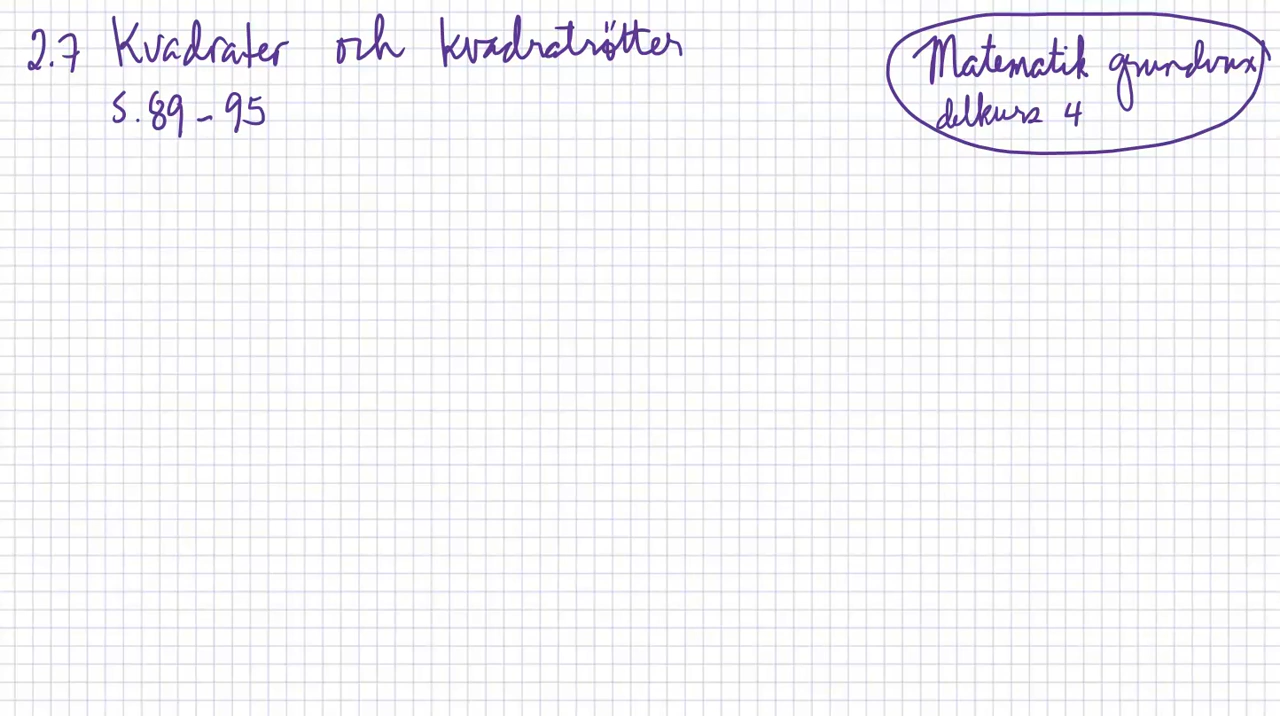 2.7 Kvadrater och kvadratrötter
s. 89 - 95
Matematik grundvux
delkurs 4